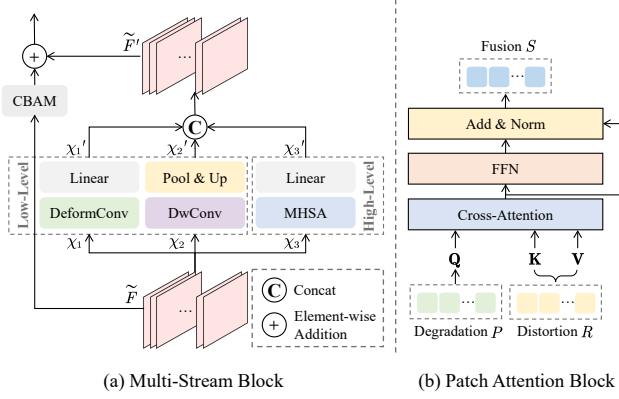 F̃′
...
+
CBAM
C
χ₁′
χ₂′
χ₃′
Low-Level
Linear
Pool & Up
Linear
High-Level
DeformConv
DwConv
MHSA
χ₁
χ₂
χ₃
F̃
...
C Concat
+ Element-wise
Addition
(a) Multi-Stream Block
Fusion S
...
Add & Norm
FFN
Cross-Attention
Q
K
V
...
...
Degradation P
Distortion R
(b) Patch Attention Block